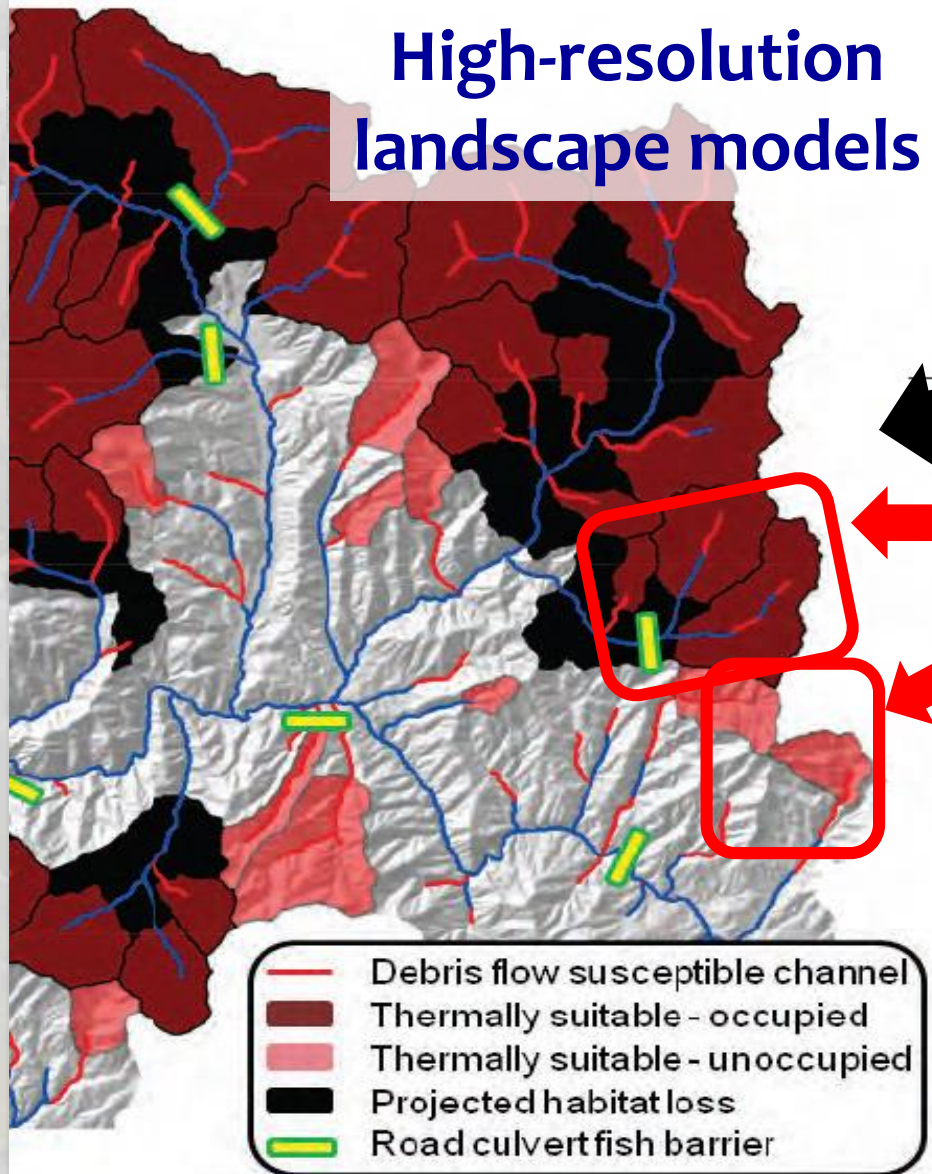 High-resolution
landscape models
Debris flow susceptible channel
Thermally suitable - occupied
Thermally suitable - unoccupied
Projected habitat loss
Road culvert fish barrier